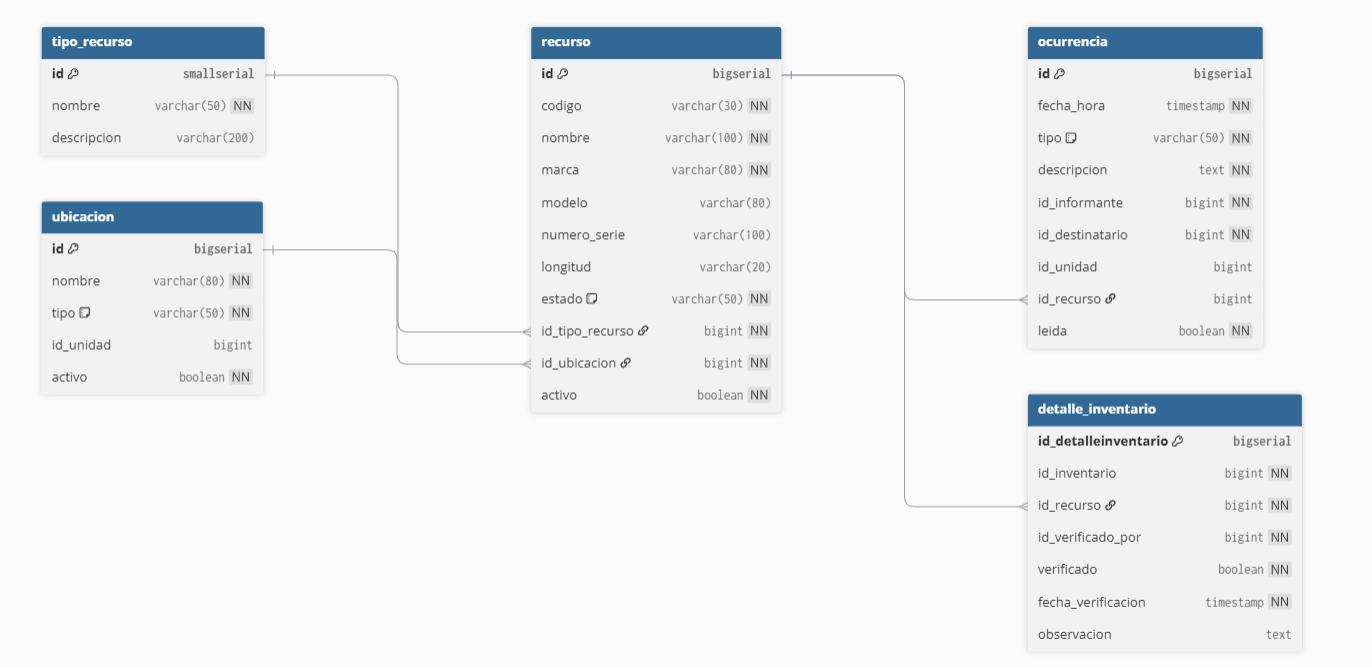 tipo_recurso
id smallserial
nombre varchar(50) NN
descripcion varchar(200)
ubicacion
id bigserial
nombre varchar(80) NN
tipo varchar(50) NN
id_unidad bigint
activo boolean NN
recurso
id bigserial
codigo varchar(30) NN
nombre varchar(100) NN
marca varchar(80) NN
modelo varchar(80)
numero_serie varchar(100)
longitud varchar(20)
estado varchar(50) NN
id_tipo_recurso bigint NN
id_ubicacion bigint NN
activo boolean NN
ocurrencia
id bigserial
fecha_hora timestamp NN
tipo varchar(50) NN
descripcion text NN
id_informante bigint NN
id_destinatario bigint NN
id_unidad bigint
id_recurso bigint
leida boolean NN
detalle_inventario
id_detalleinventario bigserial
id_inventario bigint NN
id_recurso bigint NN
id_verificado_por bigint NN
verificado boolean NN
fecha_verificacion timestamp NN
observacion text